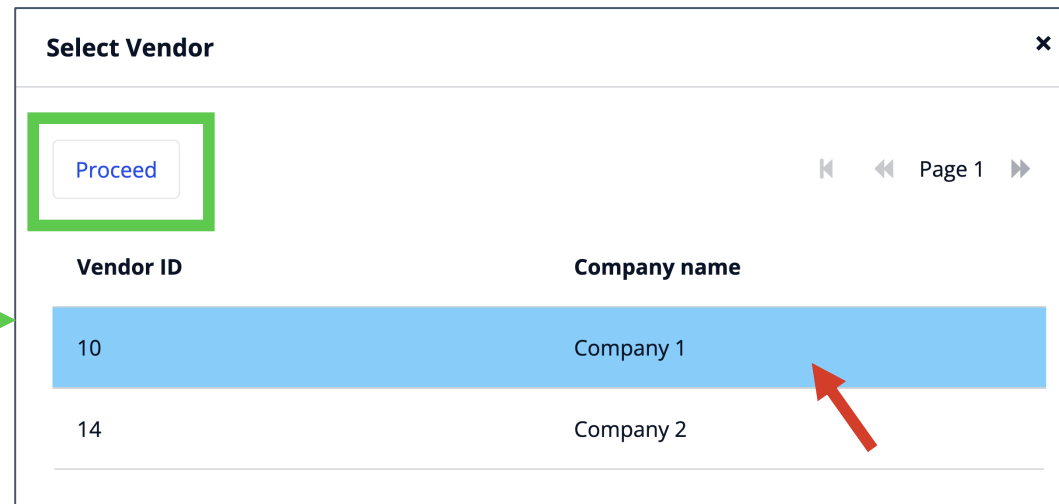 Select Vendor
Proceed
Page 1
Vendor ID Company name
10 Company 1
14 Company 2